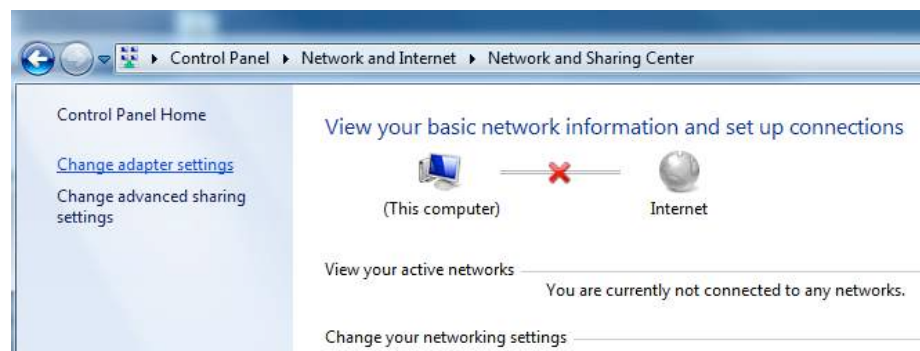 Control Panel ▸ Network and Internet ▸ Network and Sharing Center
Control Panel Home
Change adapter settings
Change advanced sharing
settings
View your basic network information and set up connections
(This computer)
Internet
View your active networks
You are currently not connected to any networks.
Change your networking settings